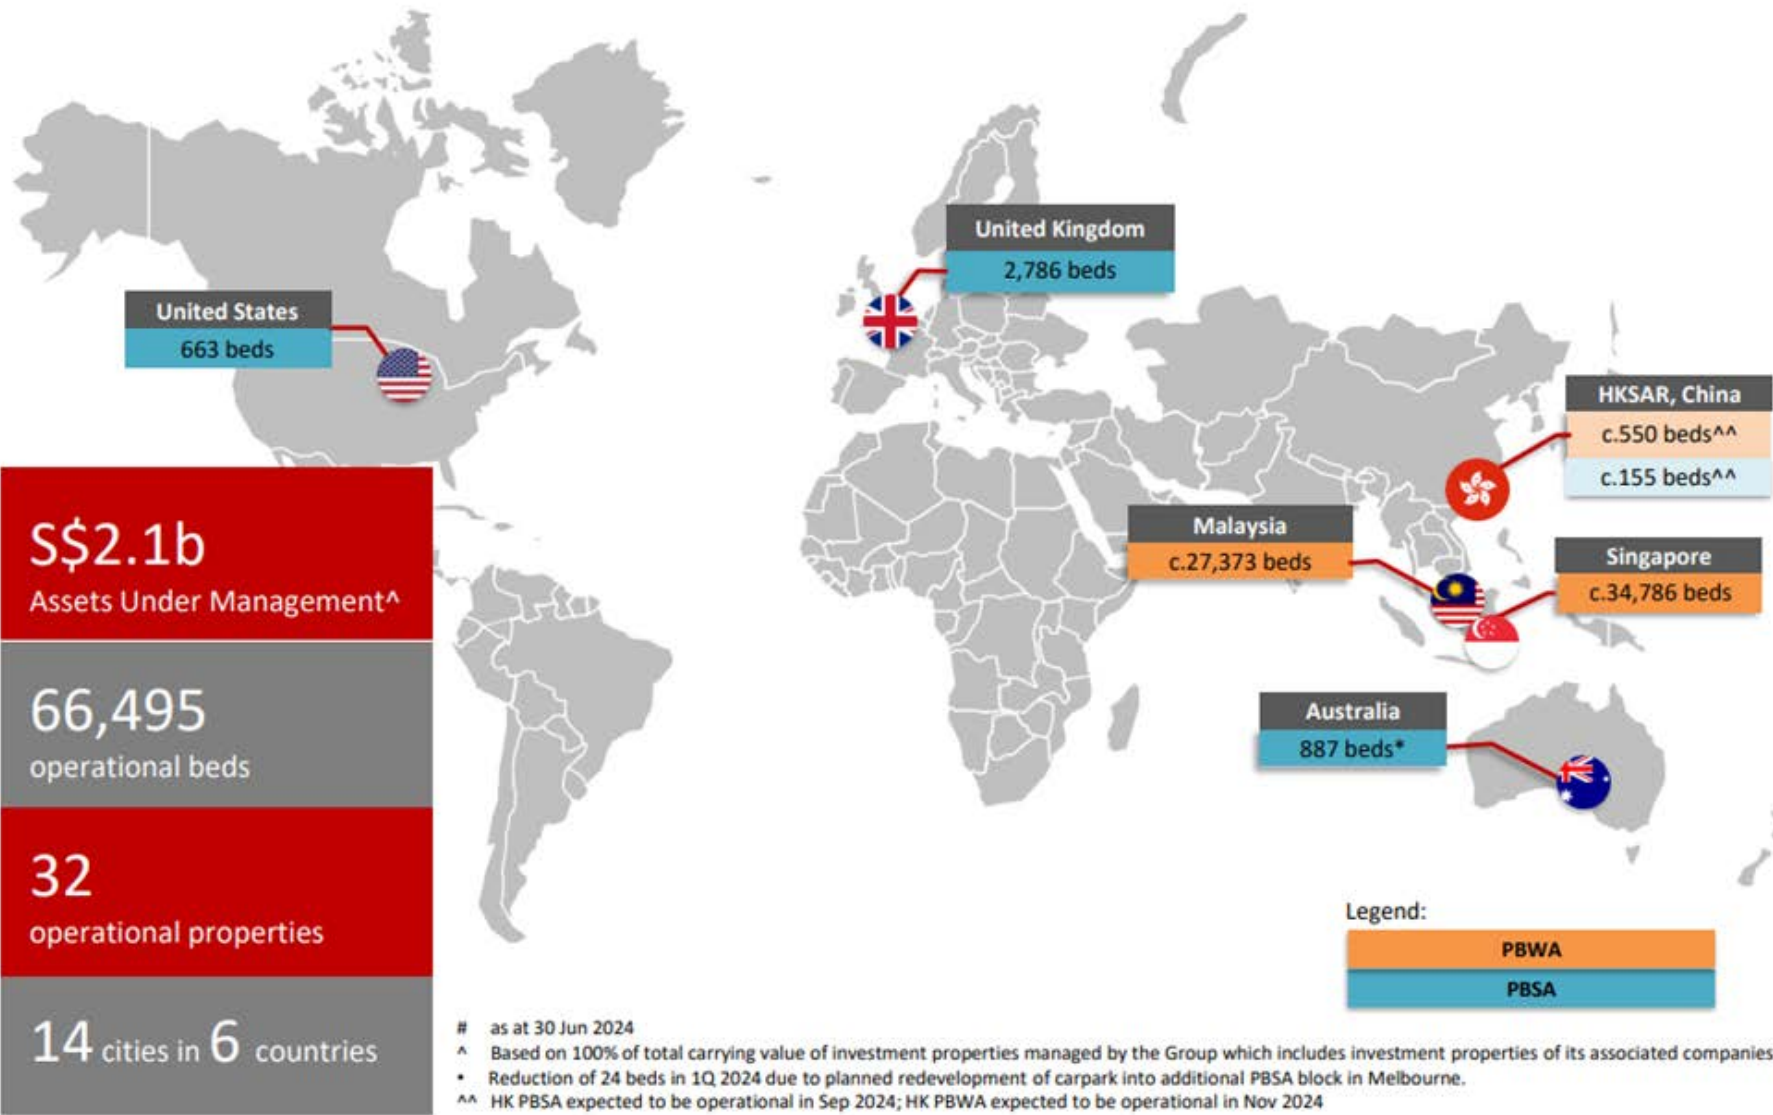 United Kingdom
2,786 beds
United States
663 beds
HKSAR, China
c.550 beds^^
c.155 beds^^
Malaysia
c.27,373 beds
Singapore
c.34,786 beds
Australia
887 beds*
S$2.1b
Assets Under Management^
66,495
operational beds
32
operational properties
14 cities in 6 countries
Legend:
PBWA
PBSA
# as at 30 Jun 2024
^ Based on 100% of total carrying value of investment properties managed by the Group which includes investment properties of its associated companies
• Reduction of 24 beds in 1Q 2024 due to planned redevelopment of carpark into additional PBSA block in Melbourne.
^^ HK PBSA expected to be operational in Sep 2024; HK PBWA expected to be operational in Nov 2024